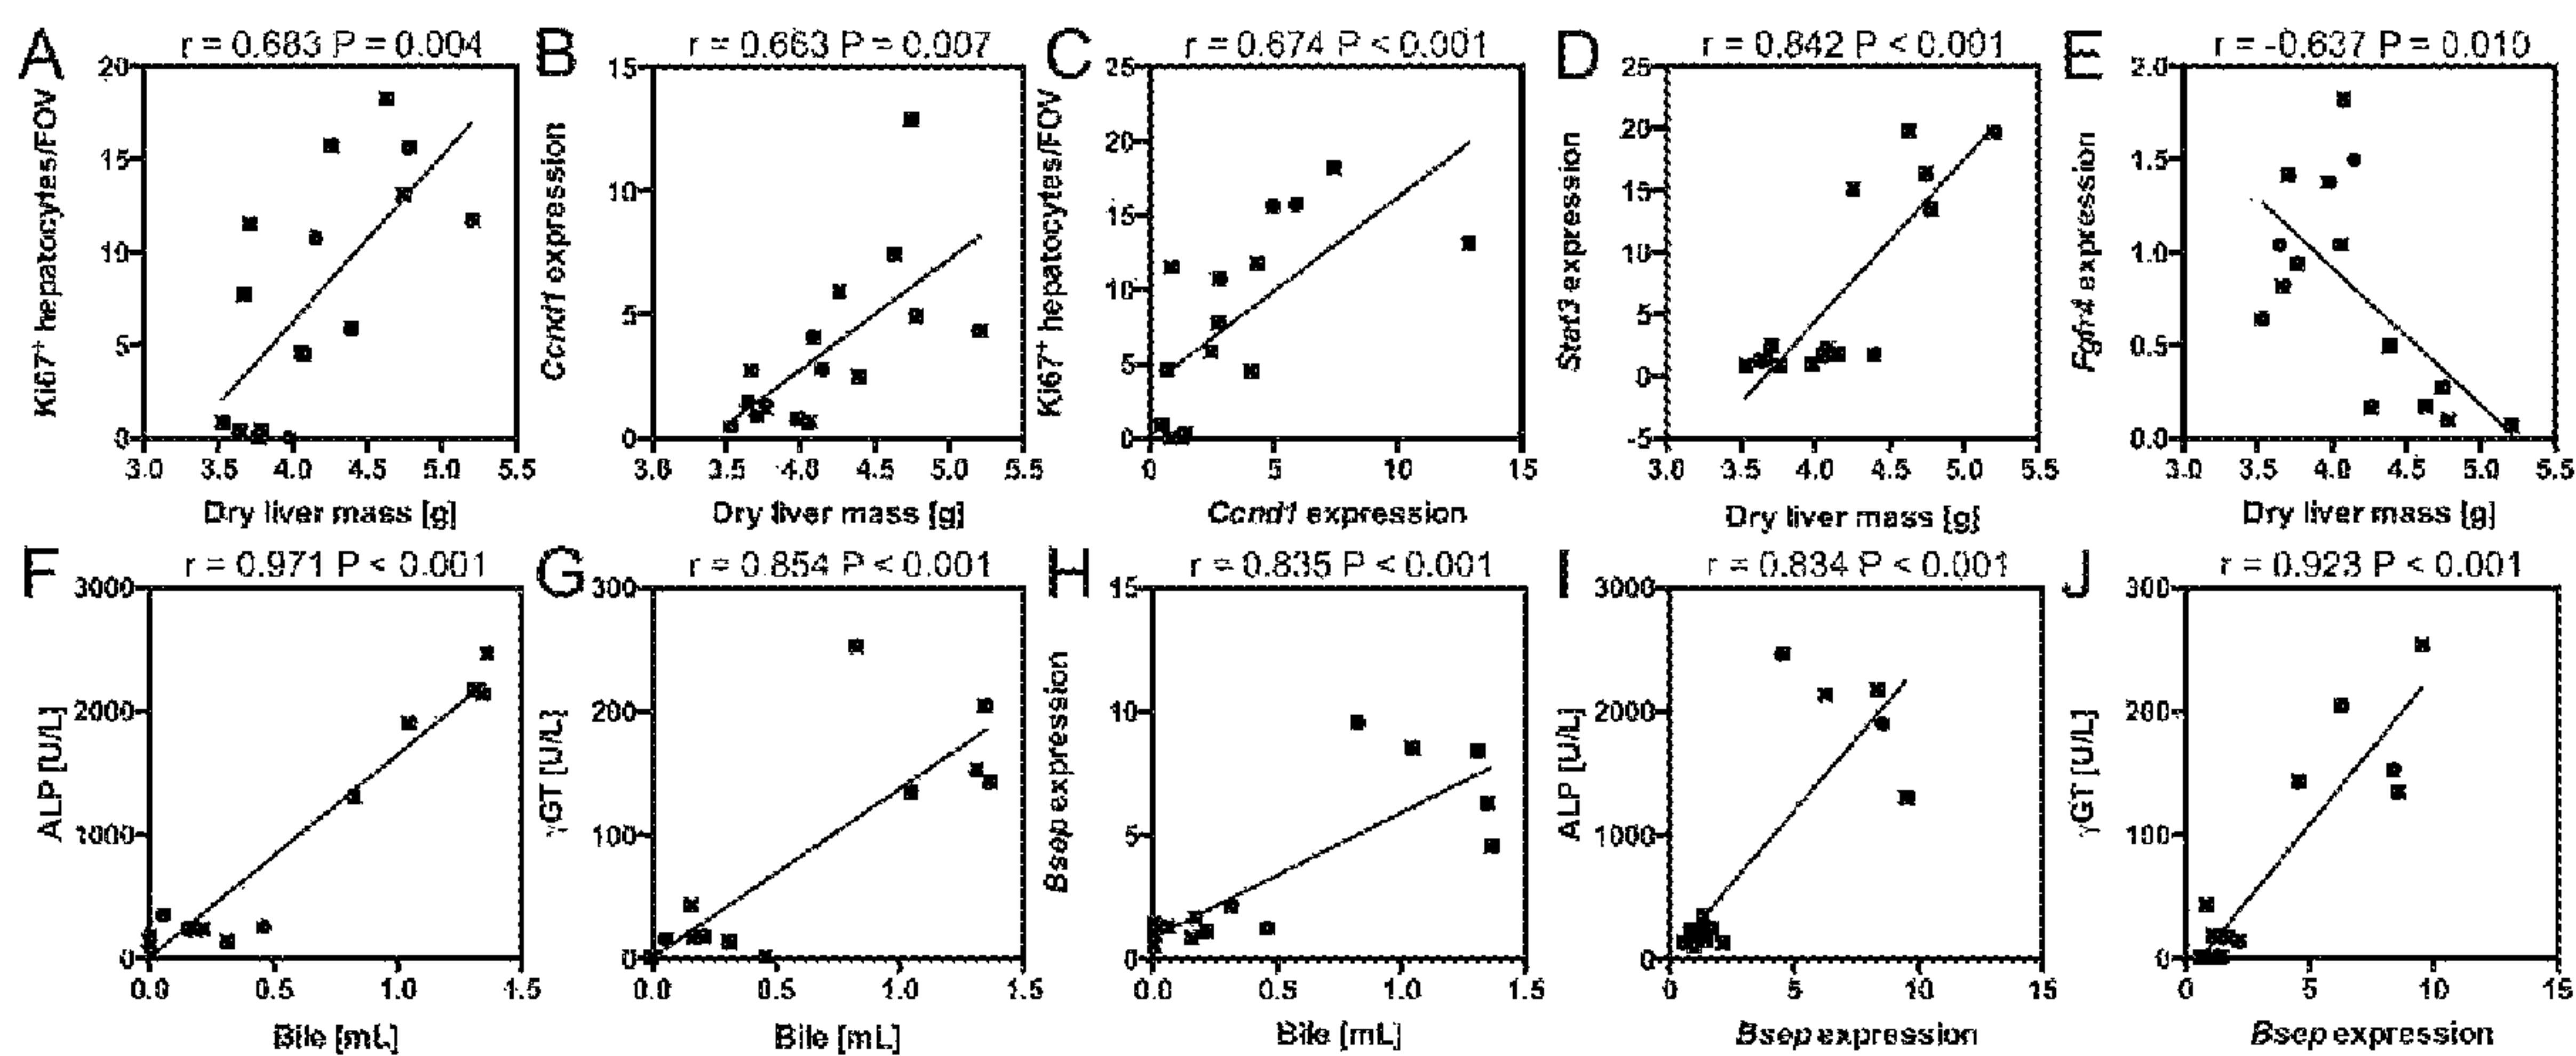 A r = 0.683 P = 0.004
Ki67+ hepatocytes/FOV
20
15
10
5
0
3.0 3.5 4.0 4.5 5.0 5.5
Dry liver mass [g]
B r = 0.663 P = 0.007
Ccnd1 expression
15
10
5
0
3.0 3.5 4.0 4.5 5.0 5.5
Dry liver mass [g]
C r = 0.674 P < 0.001
Ki67+ hepatocytes/FOV
25
20
15
10
5
0
0 5 10 15
Ccnd1 expression
D r = 0.842 P < 0.001
Stat3 expression
25
20
15
10
5
0
-5
3.0 3.5 4.0 4.5 5.0 5.5
Dry liver mass [g]
E r = -0.637 P = 0.010
Fgfr4 expression
2.0
1.5
1.0
0.5
0.0
3.0 3.5 4.0 4.5 5.0 5.5
Dry liver mass [g]
F r = 0.971 P < 0.001
ALP [U/L]
3000
2000
1000
0
0.0 0.5 1.0 1.5
Bile [mL]
G r = 0.854 P < 0.001
γGT [U/L]
300
200
100
0
0.0 0.5 1.0 1.5
Bile [mL]
H r = 0.835 P < 0.001
Bsep expression
15
10
5
0
0.0 0.5 1.0 1.5
Bile [mL]
I r = 0.834 P < 0.001
ALP [U/L]
3000
2000
1000
0
0 5 10 15
Bsep expression
J r = 0.923 P < 0.001
γGT [U/L]
300
200
100
0
0 5 10 15
Bsep expression